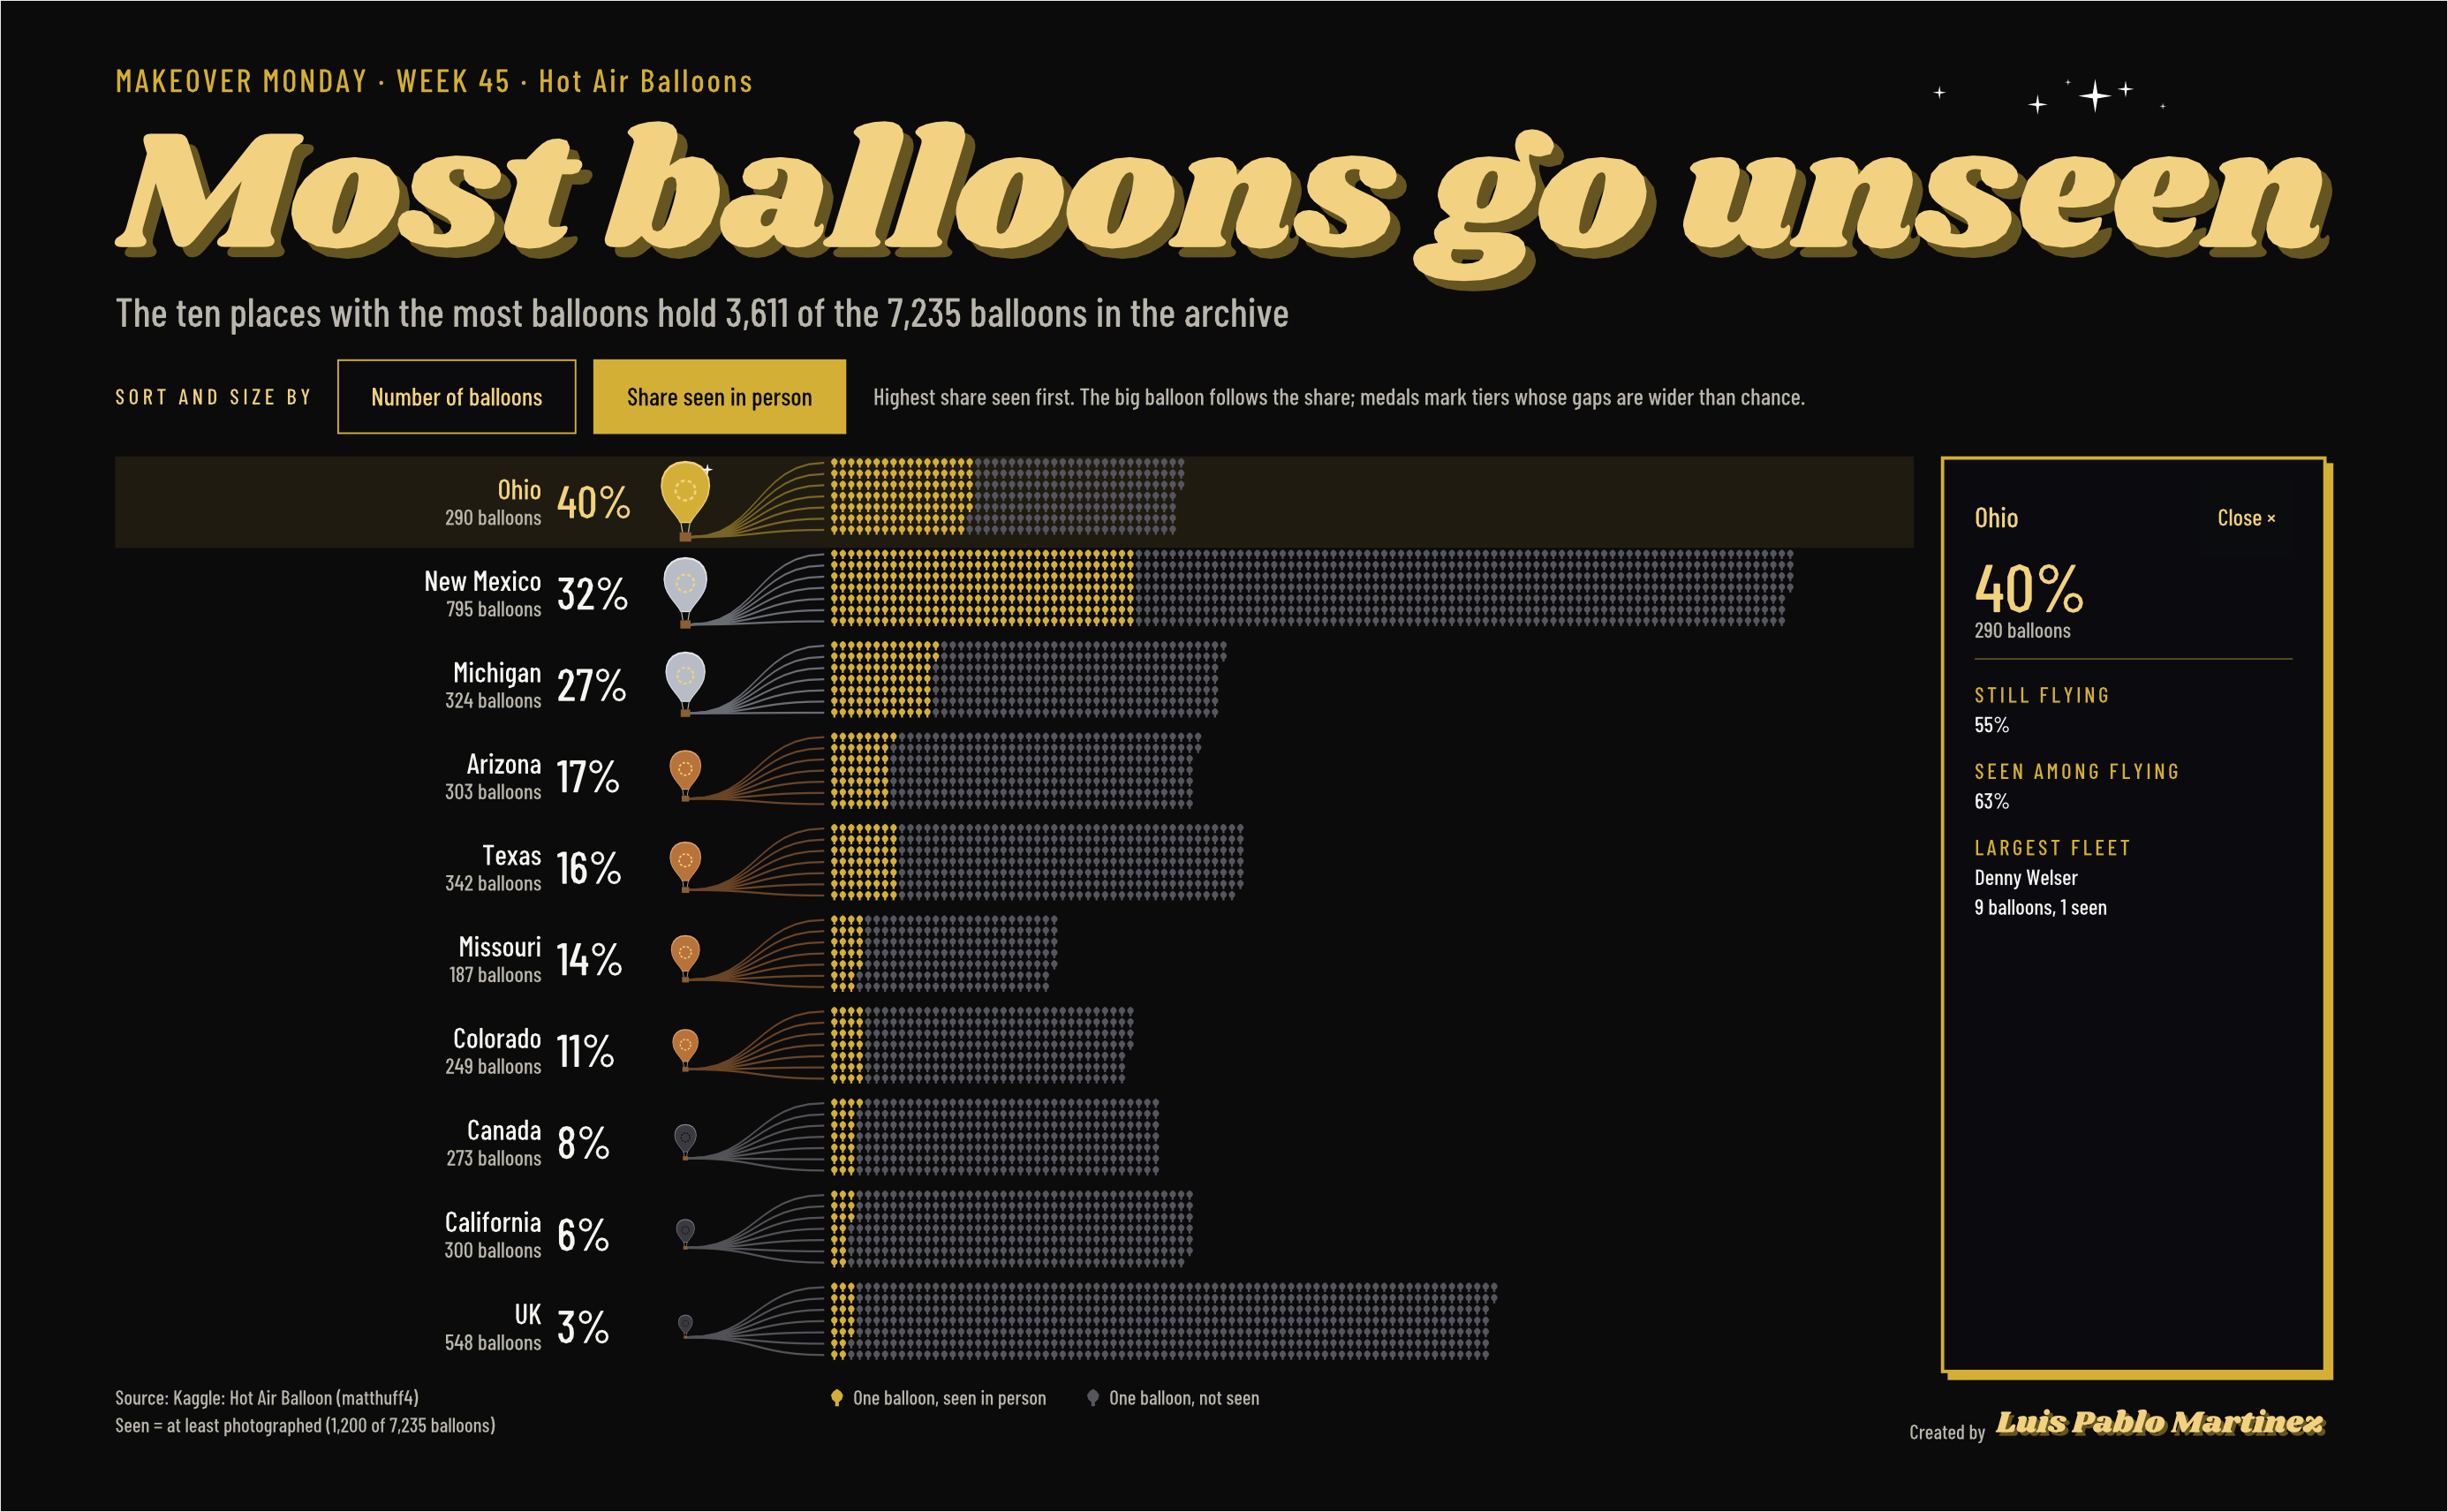 MAKEOVER MONDAY · WEEK 45 · Hot Air Balloons
Most balloons go unseen
The ten places with the most balloons hold 3,611 of the 7,235 balloons in the archive
SORT AND SIZE BY
Number of balloons
Share seen in person
Highest share seen first. The big balloon follows the share; medals mark tiers whose gaps are wider than chance.
Ohio
290 balloons
40%
New Mexico
795 balloons
32%
Michigan
324 balloons
27%
Arizona
303 balloons
17%
Texas
342 balloons
16%
Missouri
187 balloons
14%
Colorado
249 balloons
11%
Canada
273 balloons
8%
California
300 balloons
6%
UK
548 balloons
3%
Ohio
Close ×
40%
290 balloons
STILL FLYING
55%
SEEN AMONG FLYING
63%
LARGEST FLEET
Denny Welser
9 balloons, 1 seen
Source: Kaggle: Hot Air Balloon (matthuff4)
Seen = at least photographed (1,200 of 7,235 balloons)
One balloon, seen in person
One balloon, not seen
Created by Luis Pablo Martinez